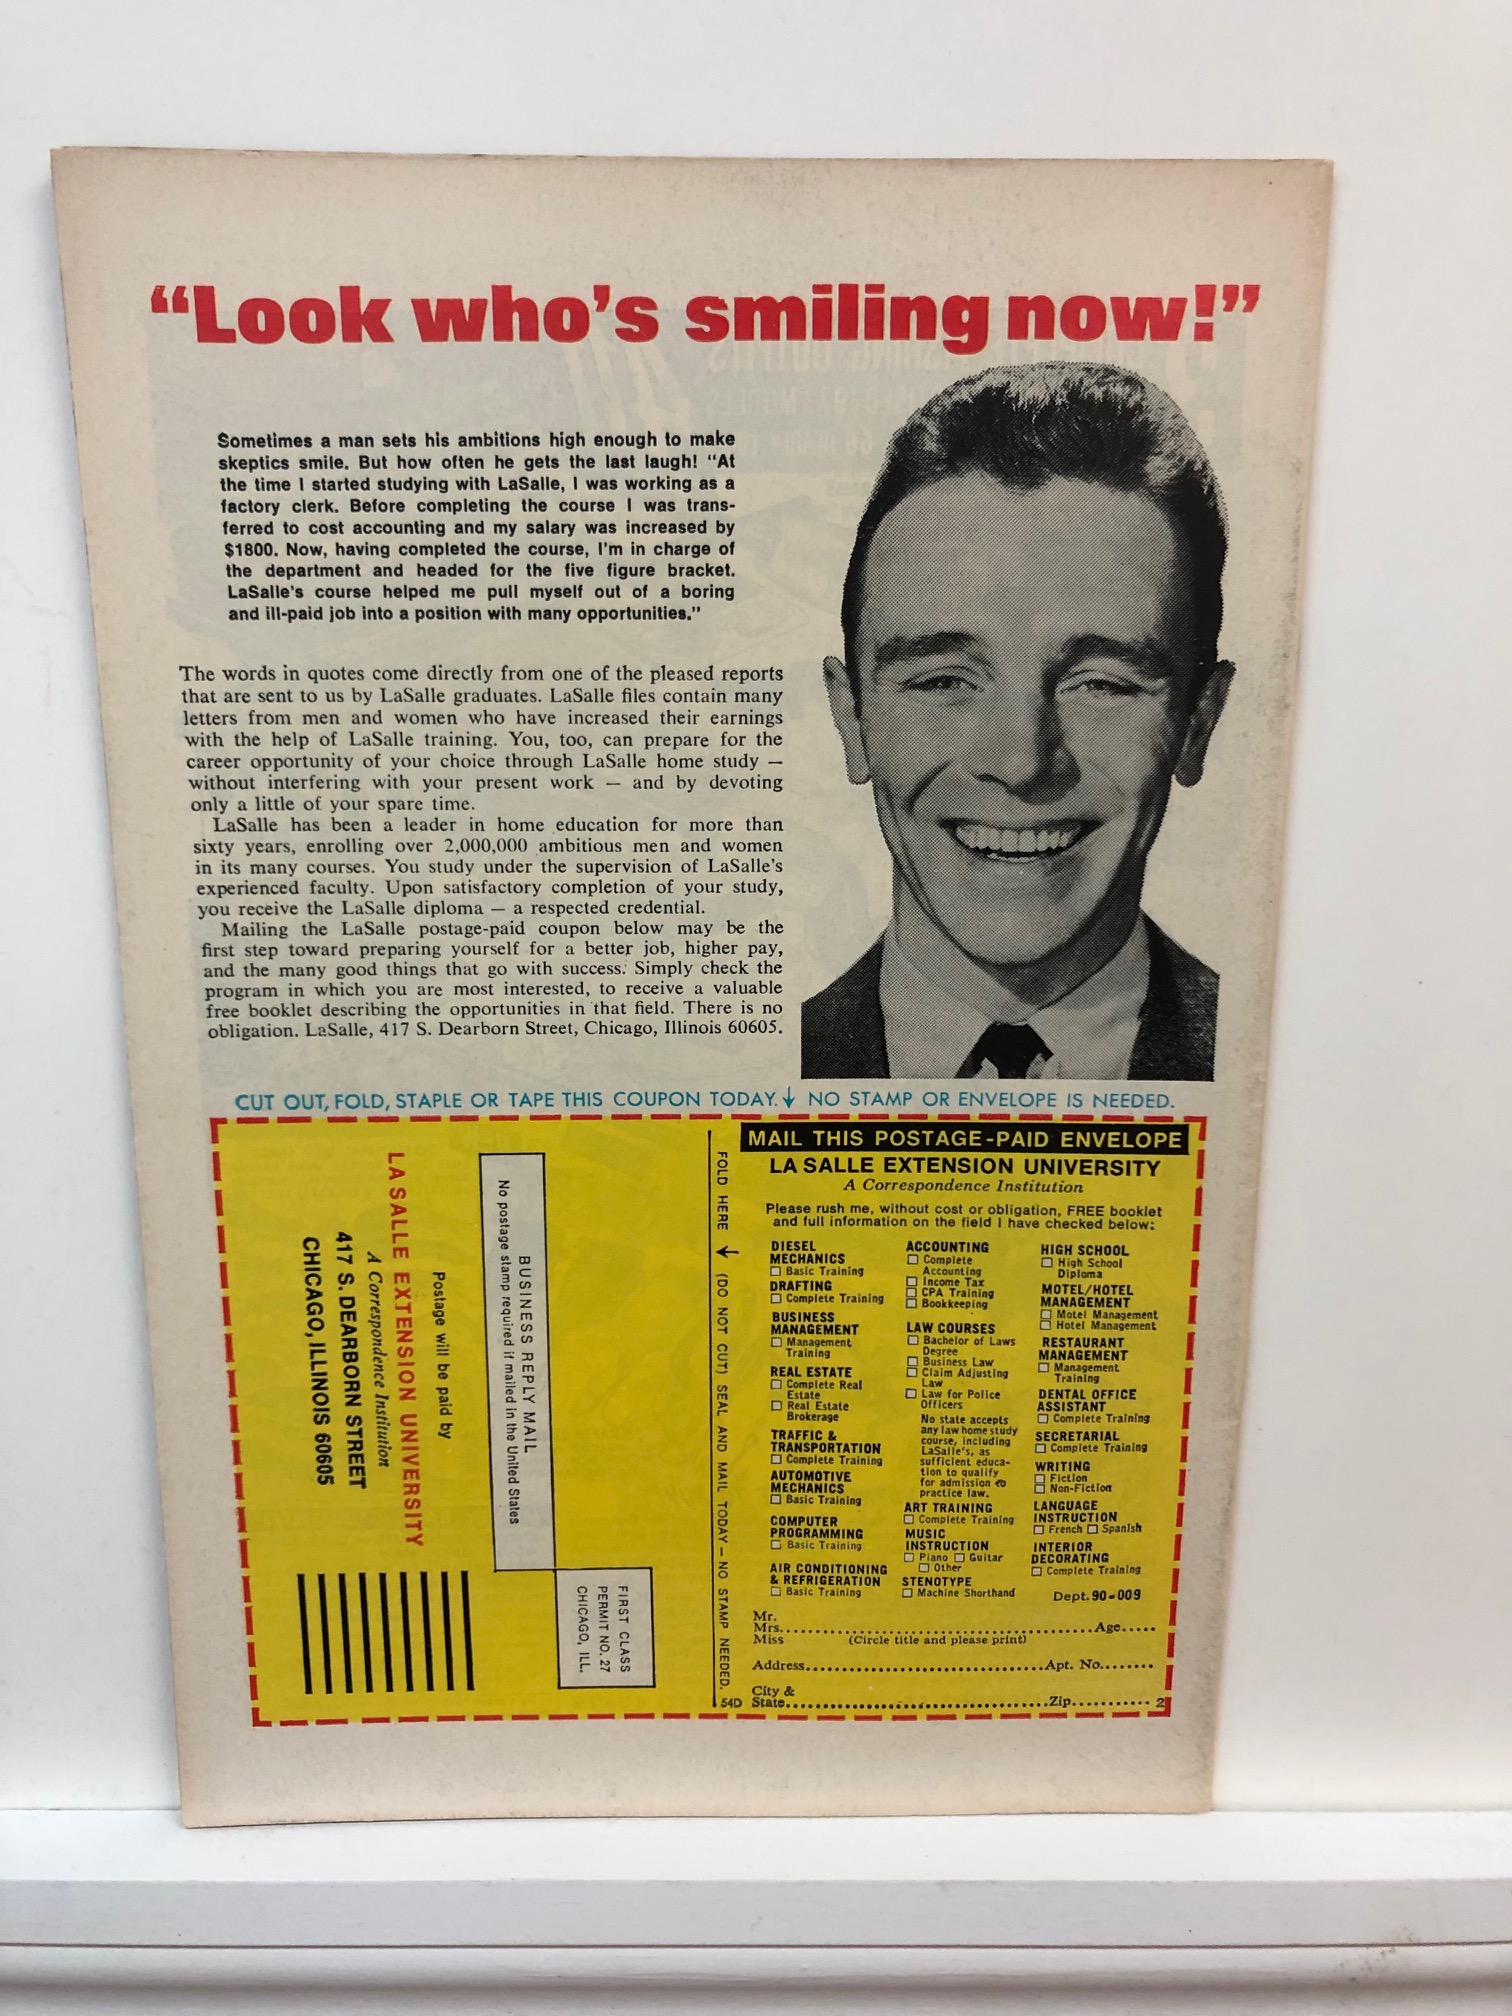 “Look who’s smiling now!”
Sometimes a man sets his ambitions high enough to make
skeptics smile. But how often he gets the last laugh! “At
the time I started studying with LaSalle, I was working as a
factory clerk. Before completing the course I was trans-
ferred to cost accounting and my salary was increased by
$1800. Now, having completed the course, I’m in charge of
the department and headed for the five figure bracket.
LaSalle’s course helped me pull myself out of a boring
and ill-paid job into a position with many opportunities.”
The words in quotes come directly from one of the pleased reports
that are sent to us by LaSalle graduates. LaSalle files contain many
letters from men and women who have increased their earnings
with the help of LaSalle training. You, too, can prepare for the
career opportunity of your choice through LaSalle home study —
without interfering with your present work — and by devoting
only a little of your spare time.
LaSalle has been a leader in home education for more than
sixty years, enrolling over 2,000,000 ambitious men and women
in its many courses. You study under the supervision of LaSalle’s
experienced faculty. Upon satisfactory completion of your study,
you receive the LaSalle diploma — a respected credential.
Mailing the LaSalle postage-paid coupon below may be the
first step toward preparing yourself for a better job, higher pay,
and the many good things that go with success. Simply check the
program in which you are most interested, to receive a valuable
free booklet describing the opportunities in that field. There is no
obligation. LaSalle, 417 S. Dearborn Street, Chicago, Illinois 60605.
CUT OUT, FOLD, STAPLE OR TAPE THIS COUPON TODAY. ↓ NO STAMP OR ENVELOPE IS NEEDED.
FIRST CLASS
PERMIT NO. 27
CHICAGO, ILL.
BUSINESS REPLY MAIL
No postage stamp required if mailed in the United States
Postage will be paid by
LA SALLE EXTENSION UNIVERSITY
A Correspondence Institution
417 S. DEARBORN STREET
CHICAGO, ILLINOIS 60605
FOLD HERE ↓ (DO NOT CUT) SEAL AND MAIL TODAY — NO STAMP NEEDED.
54D
MAIL THIS POSTAGE-PAID ENVELOPE
LA SALLE EXTENSION UNIVERSITY
A Correspondence Institution
Please rush me, without cost or obligation, FREE booklet
and full information on the field I have checked below:
DIESEL
MECHANICS
☐ Basic Training
DRAFTING
☐ Complete Training
BUSINESS
MANAGEMENT
☐ Management
Training
REAL ESTATE
☐ Complete Real
Estate
☐ Real Estate
Brokerage
TRAFFIC &
TRANSPORTATION
☐ Complete Training
AUTOMOTIVE
MECHANICS
☐ Basic Training
COMPUTER
PROGRAMMING
☐ Basic Training
AIR CONDITIONING
& REFRIGERATION
☐ Basic Training
ACCOUNTING
☐ Complete
Accounting
☐ Income Tax
☐ CPA Training
☐ Bookkeeping
LAW COURSES
☐ Bachelor of Laws
Degree
☐ Business Law
☐ Claim Adjusting
Law
☐ Law for Police
Officers
No state accepts
any law home study
course, including
LaSalle’s, as
sufficient educa-
tion to qualify
for admission to
practice law.
ART TRAINING
☐ Complete Training
MUSIC
INSTRUCTION
☐ Piano ☐ Guitar
☐ Other
STENOTYPE
☐ Machine Shorthand
HIGH SCHOOL
☐ High School
Diploma
MOTEL/HOTEL
MANAGEMENT
☐ Motel Management
☐ Hotel Management
RESTAURANT
MANAGEMENT
☐ Management
Training
DENTAL OFFICE
ASSISTANT
☐ Complete Training
SECRETARIAL
☐ Complete Training
WRITING
☐ Fiction
☐ Non-Fiction
LANGUAGE
INSTRUCTION
☐ French ☐ Spanish
INTERIOR
DECORATING
☐ Complete Training
Dept. 90-009
Mr.
Mrs..........Age.....
Miss (Circle title and please print)
Address..........Apt. No........
City &
State..........Zip........... 2